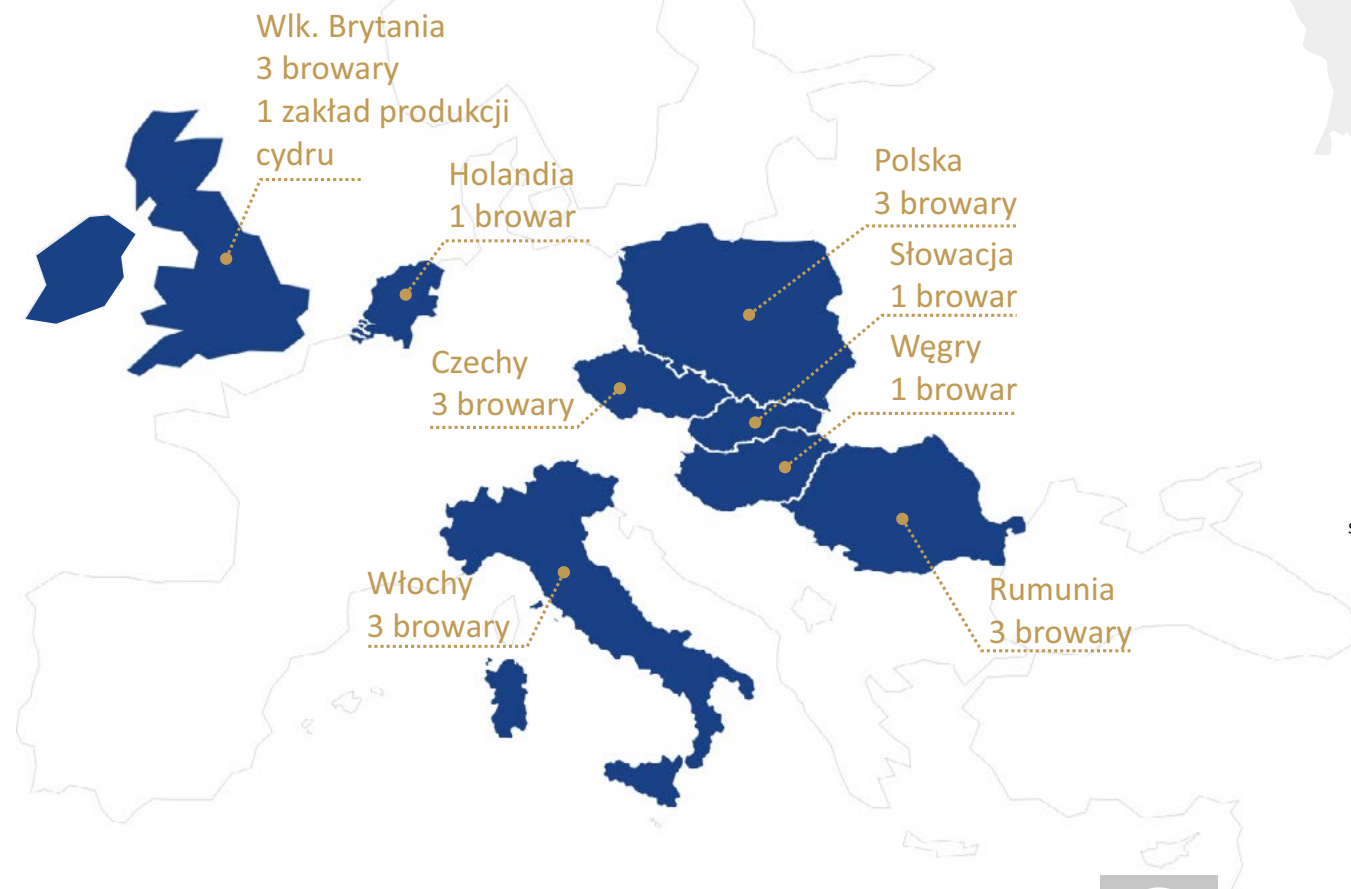 Wlk. Brytania
3 browary
1 zakład produkcji
cydru
Holandia
1 browar
Polska
3 browary
Słowacja
1 browar
Węgry
1 browar
Czechy
3 browary
Włochy
3 browary
Rumunia
3 browary